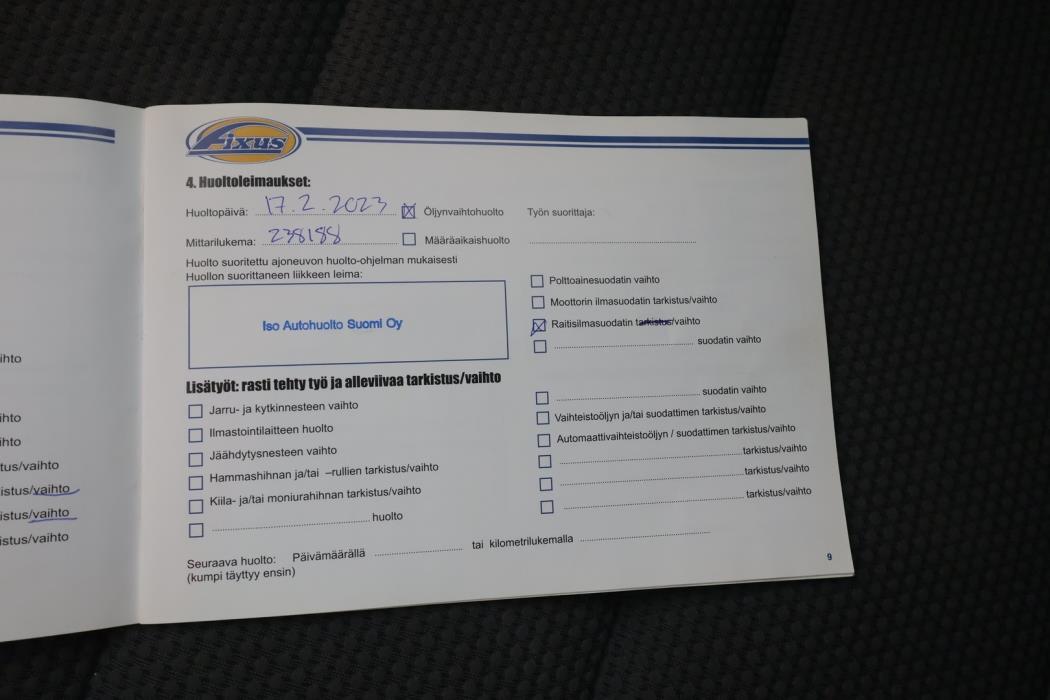 ihto
ihto
ihto
tus/vaihto
istus/vaihto
istus/vaihto
istus/vaihto
Fixus
4. Huoltoleimaukset:
Huoltopäivä: 17.2.2023 Öljynvaihtohuolto Työn suorittaja:
Mittarilukema: 238188 Määräaikaishuolto
Huolto suoritettu ajoneuvon huolto-ohjelman mukaisesti
Huollon suorittaneen liikkeen leima:
Iso Autohuolto Suomi Oy
Polttoainesuodatin vaihto
Moottorin ilmasuodatin tarkistus/vaihto
Raitisilmasuodatin tarkistus/vaihto
suodatin vaihto
Lisätyöt: rasti tehty työ ja alleviivaa tarkistus/vaihto
Jarru- ja kytkinnesteen vaihto
Ilmastointilaitteen huolto
Jäähdytysnesteen vaihto
Hammashihnan ja/tai –rullien tarkistus/vaihto
Kiila- ja/tai moniurahihnan tarkistus/vaihto
huolto
suodatin vaihto
Vaihteistoöljyn ja/tai suodattimen tarkistus/vaihto
Automaattivaihteistoöljyn / suodattimen tarkistus/vaihto
tarkistus/vaihto
tarkistus/vaihto
tarkistus/vaihto
Seuraava huolto: Päivämäärällä tai kilometrilukemalla
(kumpi täyttyy ensin)
9